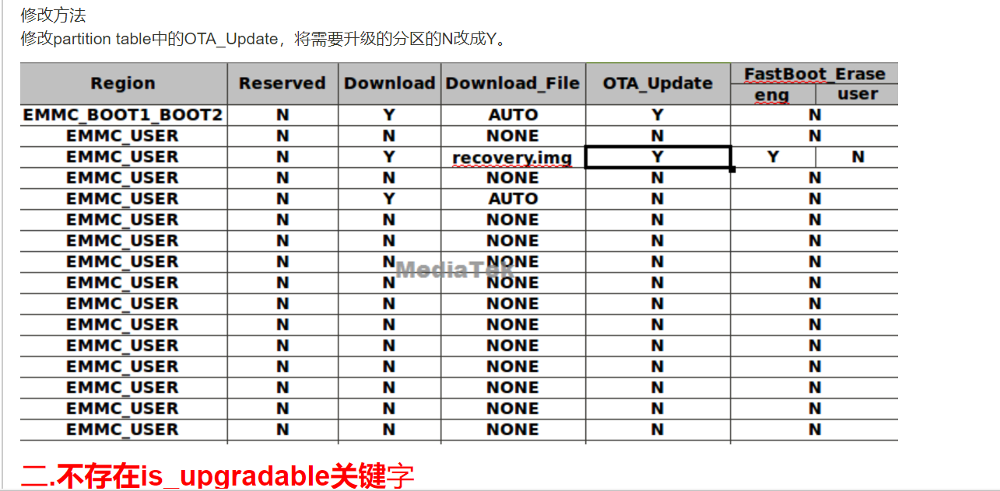 修改方法
修改partition table中的OTA_Update，将需要升级的分区的N改成Y。
Region Reserved Download Download_File OTA_Update FastBoot_Erase
eng user
EMMC_BOOT1_BOOT2 N Y AUTO Y N
EMMC_USER N N NONE N N
EMMC_USER N Y recovery.img Y Y N
EMMC_USER N N NONE N N
EMMC_USER N Y AUTO N N
EMMC_USER N N NONE N N
EMMC_USER N N NONE N N
EMMC_USER N N NONE N N
MediaTek
EMMC_USER N N NONE N N
EMMC_USER N N NONE N N
EMMC_USER N N NONE N N
EMMC_USER N N NONE N N
EMMC_USER N N NONE N N
EMMC_USER N N NONE N N
EMMC_USER N N NONE N N
EMMC_USER N N NONE N N
二.不存在is_upgradable关键字